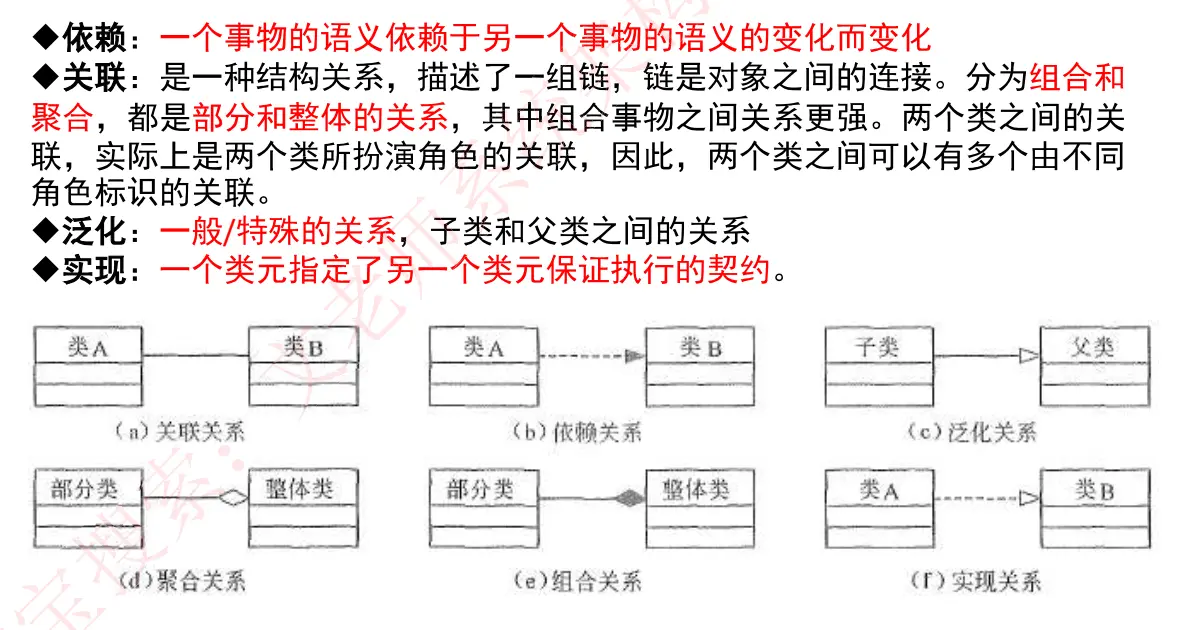 ◆依赖：一个事物的语义依赖于另一个事物的语义的变化而变化
◆关联：是一种结构关系，描述了一组链，链是对象之间的连接。分为组合和
聚合，都是部分和整体的关系，其中组合事物之间关系更强。两个类之间的关
联，实际上是两个类所扮演角色的关联，因此，两个类之间可以有多个由不同
角色标识的关联。
◆泛化：一般/特殊的关系，子类和父类之间的关系
◆实现：一个类元指定了另一个类元保证执行的契约。
类A 类B 类A 类B 子类 父类
(a)关联关系 (b)依赖关系 (c)泛化关系
部分类 整体类 部分类 整体类 类A 类B
(d)聚合关系 (e)组合关系 (f)实现关系
宝搜索：文老师系统架构